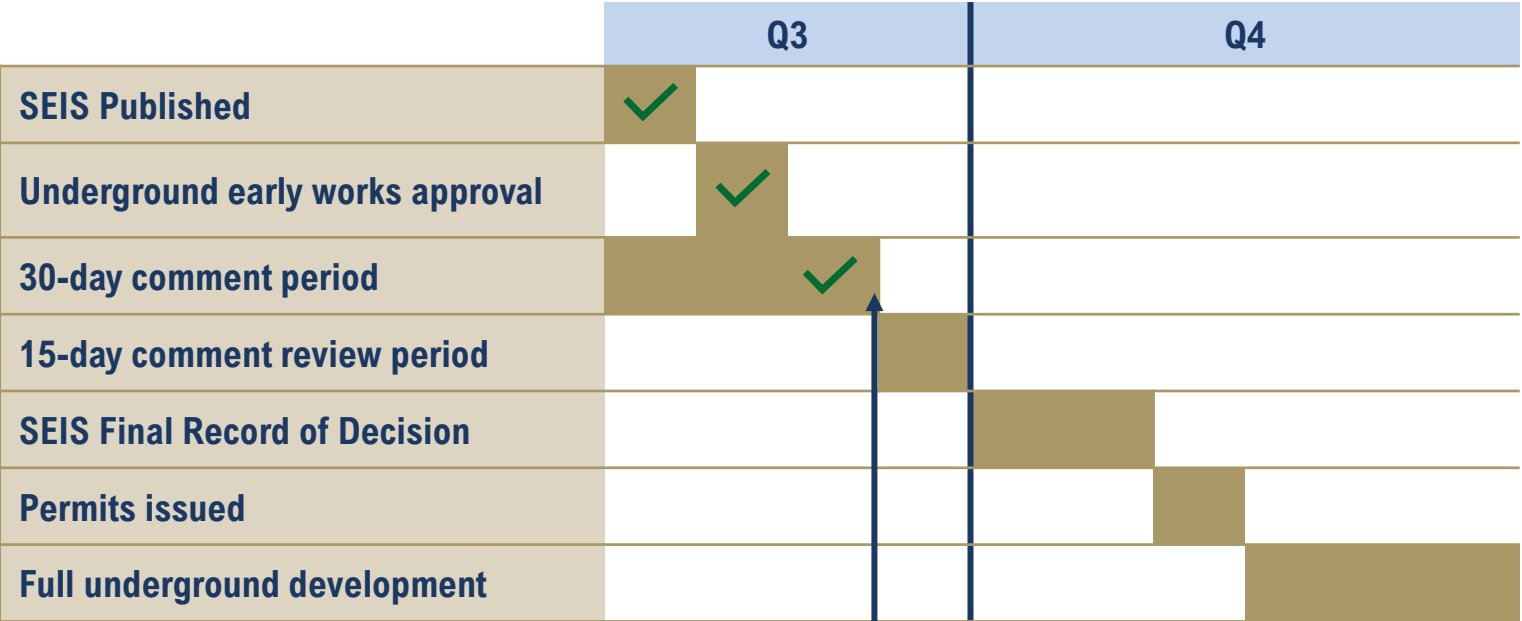 Q3
Q4
SEIS Published
Underground early works approval
30-day comment period
15-day comment review period
SEIS Final Record of Decision
Permits issued
Full underground development